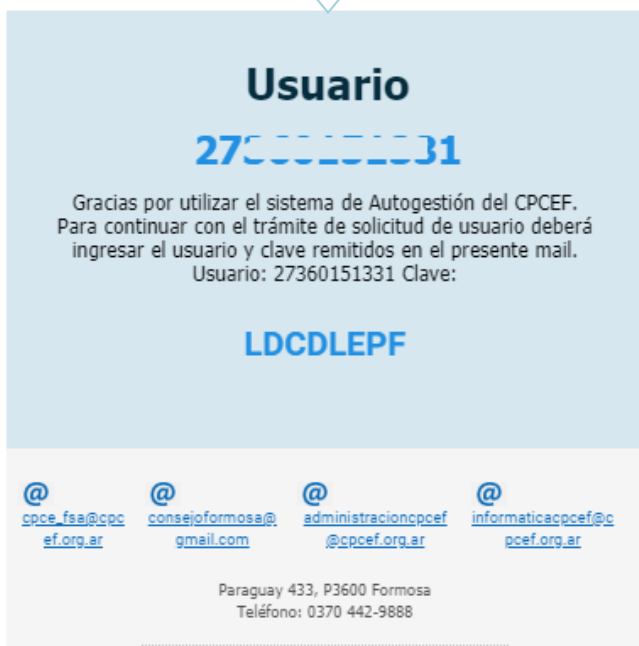 Usuario
Gracias por utilizar el sistema de Autogestión del CPCEF.
Para continuar con el trámite de solicitud de usuario deberá
ingresar el usuario y clave remitidos en el presente mail.
Usuario: 27360151331 Clave:
LDCDLEPF
@ @ @ @
cpce_fsa@cpc consejoformosa@ administracioncpcef informaticacpcef@c
ef.org.ar gmail.com @cpcef.org.ar pcef.org.ar
Paraguay 433, P3600 Formosa
Teléfono: 0370 442-9888